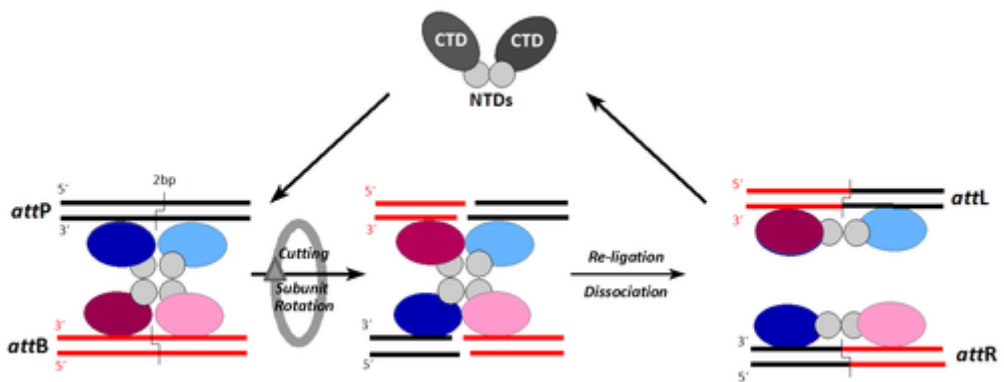 CTD CTD
NTDs
5´ 2bp
attP
3´
Cutting
Subunit
Rotation
3´
attB
5´
5´
3´
3´
5´
Re-ligation
Dissociation
5´
attL
3´
3´
attR
5´